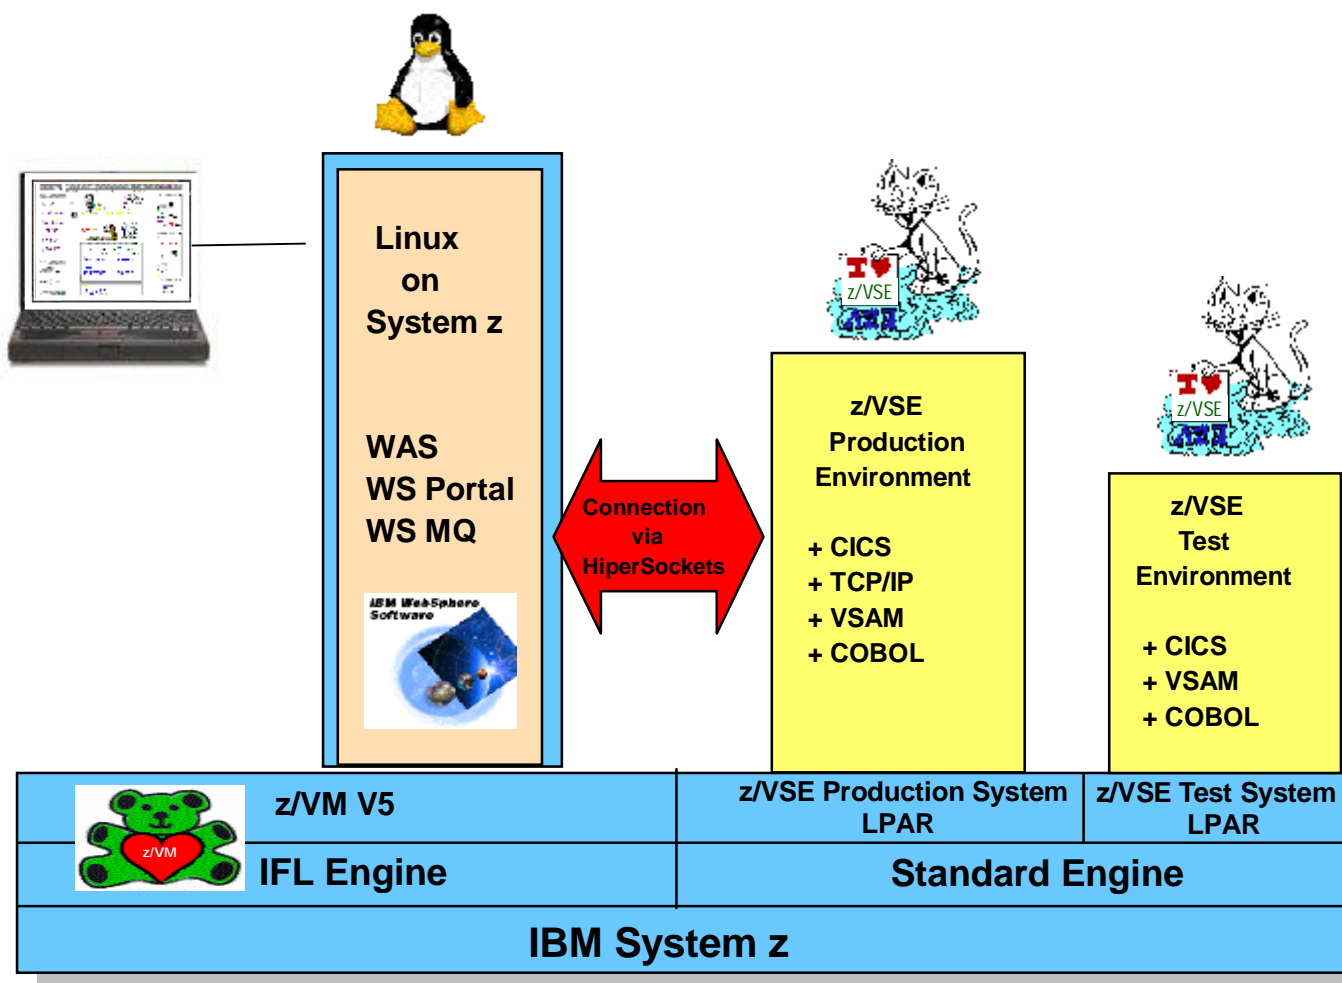 Linux
on
System z
WAS
WS Portal
WS MQ
IBM WebSphere
Software
Connection
via
HiperSockets
I
z/VSE
z/VSE
Production
Environment
+ CICS
+ TCP/IP
+ VSAM
+ COBOL
I
z/VSE
z/VSE
Test
Environment
+ CICS
+ VSAM
+ COBOL
z/VM
z/VM V5
z/VSE Production System
LPAR
z/VSE Test System
LPAR
IFL Engine
Standard Engine
IBM System z